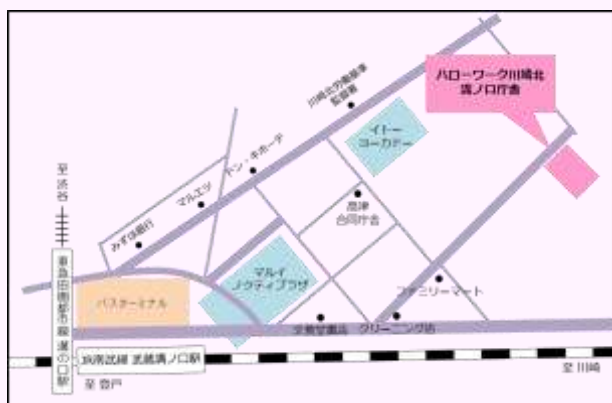 川崎北労働基準
監督署
ハローワーク川崎北
溝ノ口庁舎
イトー
ヨーカドー
ドン・キホーテ
マルエツ
みずほ銀行
高津
合同庁舎
至 渋谷
東急田園都市線 溝の口駅
バスターミナル
マルイ
ノクティプラザ
ファミリーマート
文教堂書店
クリーニング店
JR南武線 武蔵溝ノ口駅
至 登戸
至 川崎